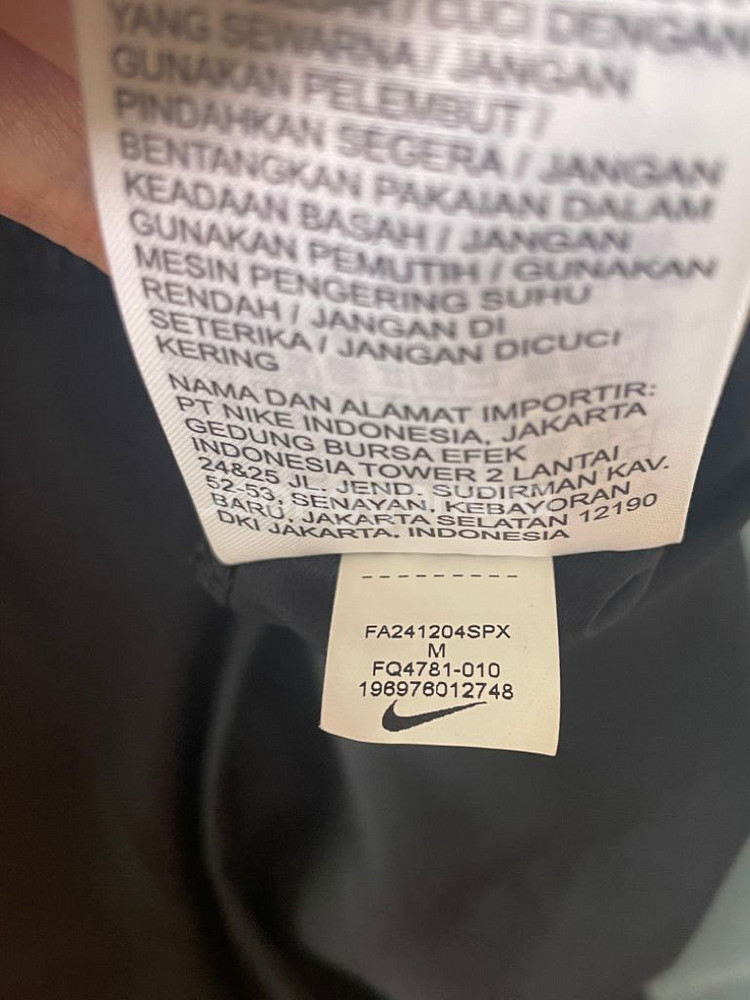 / CUCI DENGAN
YANG SEWARNA / JANGAN
GUNAKAN PELEMBUT /
PINDAHKAN SEGERA / JANGAN
BENTANGKAN PAKAIAN DALAM
KEADAAN BASAH / JANGAN
GUNAKAN PEMUTIH / GUNAKAN
MESIN PENGERING SUHU
RENDAH / JANGAN DI
SETERIKA / JANGAN DICUCI
KERING
NAMA DAN ALAMAT IMPORTIR:
PT NIKE INDONESIA, JAKARTA
GEDUNG BURSA EFEK
INDONESIA TOWER 2 LANTAI
24&25 JL. JEND. SUDIRMAN KAV.
52-53, SENAYAN, KEBAYORAN
BARU, JAKARTA SELATAN 12190
DKI JAKARTA. INDONESIA
---------
FA241204SPX
M
FQ4781-010
196976012748